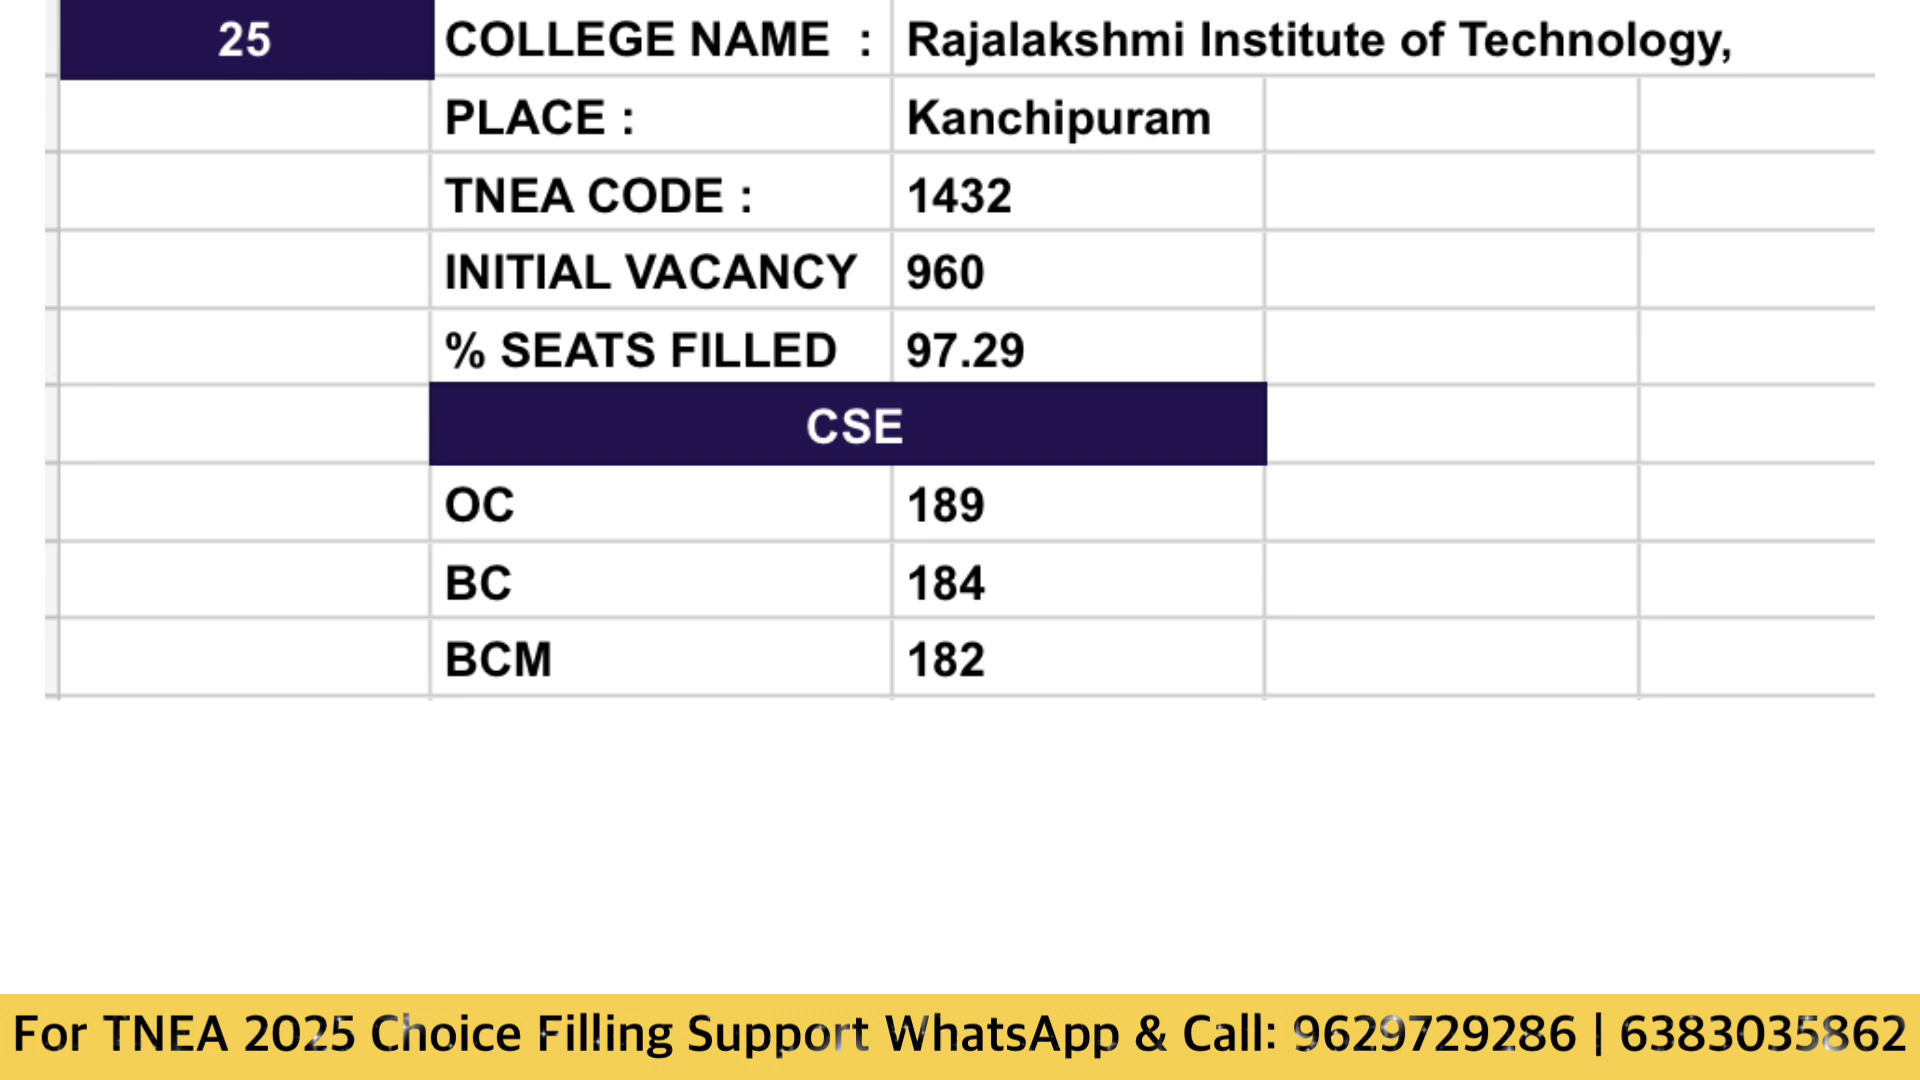 25 COLLEGE NAME : Rajalakshmi Institute of Technology,
PLACE : Kanchipuram
TNEA CODE : 1432
INITIAL VACANCY 960
% SEATS FILLED 97.29
CSE
OC 189
BC 184
BCM 182
For TNEA 2025 Choice Filling Support WhatsApp & Call: 9629729286 | 6383035862